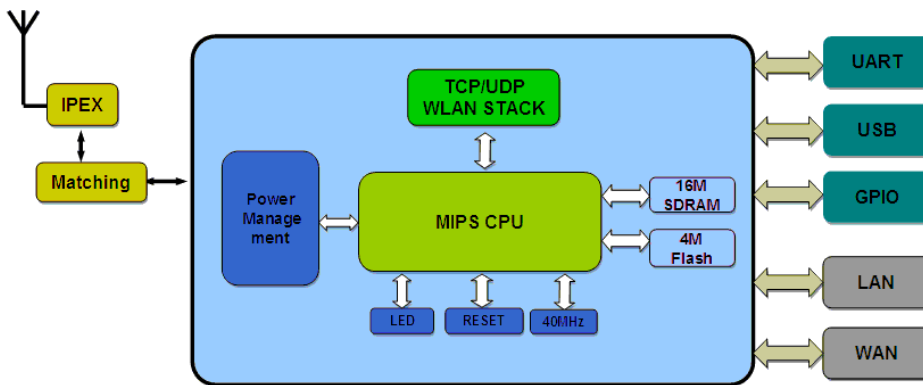 IPEX
Matching
TCP/UDP
WLAN STACK
Power
Manage
ment
MIPS CPU
16M
SDRAM
4M
Flash
LED
RESET
40MHz
UART
USB
GPIO
LAN
WAN